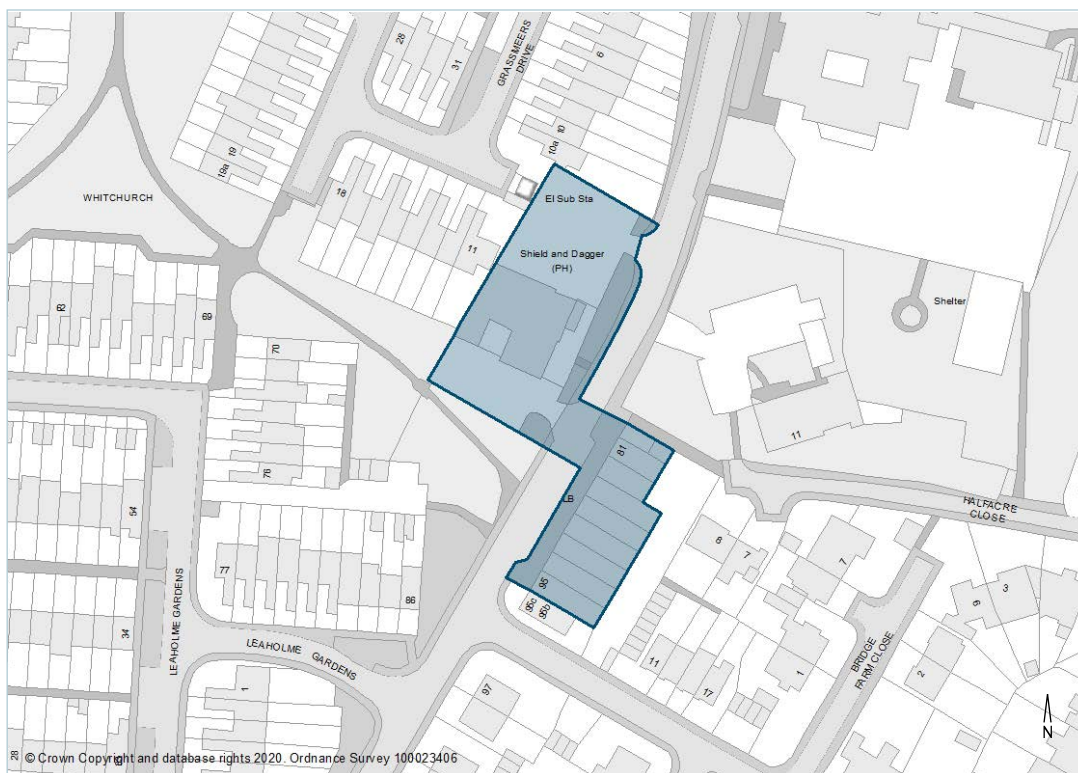 28
31
GRASSMEERS
DRIVE
6
10
10a
19
19a
18
11
WHITCHURCH
El Sub Sta
Shield and Dagger
(PH)
Shelter
62
69
70
76
81
LB
11
HALFACRE
CLOSE
54
77
86
95
95c
95b
8
7
7
3
6
34
LEAHOLME GARDENS
LEAHOLME
GARDENS
11
17
1
BRIDGE
FARM CLOSE
2
1
97
28
N
© Crown Copyright and database rights 2020. Ordnance Survey 100023406